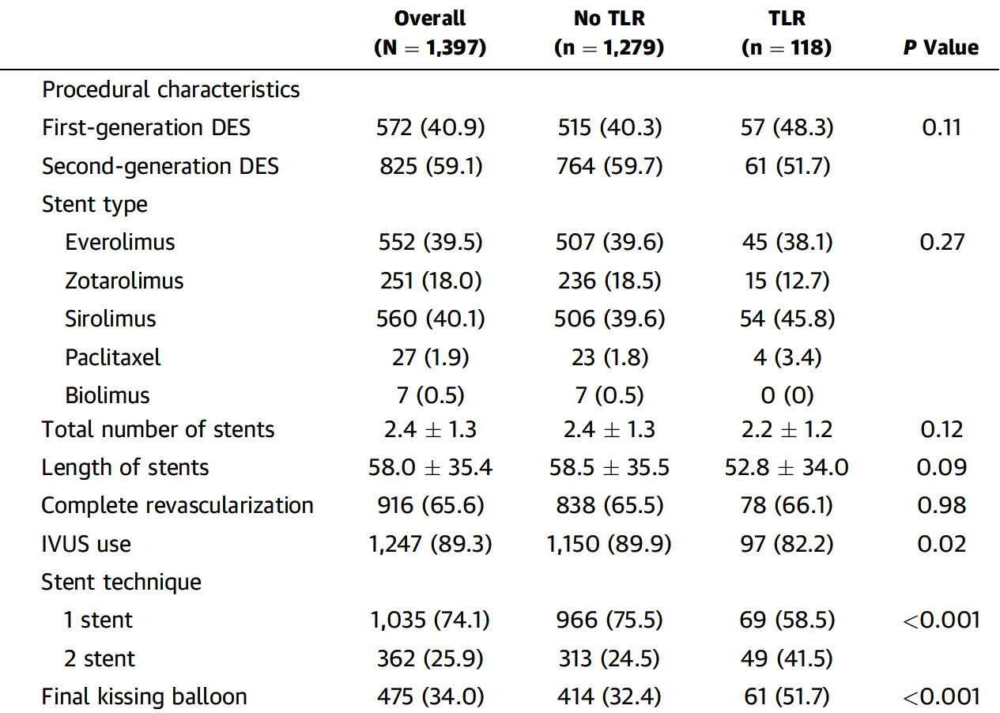 Overall No TLR TLR
(N = 1,397) (n = 1,279) (n = 118) P Value
Procedural characteristics
First-generation DES 572 (40.9) 515 (40.3) 57 (48.3) 0.11
Second-generation DES 825 (59.1) 764 (59.7) 61 (51.7)
Stent type
Everolimus 552 (39.5) 507 (39.6) 45 (38.1) 0.27
Zotarolimus 251 (18.0) 236 (18.5) 15 (12.7)
Sirolimus 560 (40.1) 506 (39.6) 54 (45.8)
Paclitaxel 27 (1.9) 23 (1.8) 4 (3.4)
Biolimus 7 (0.5) 7 (0.5) 0 (0)
Total number of stents 2.4 ± 1.3 2.4 ± 1.3 2.2 ± 1.2 0.12
Length of stents 58.0 ± 35.4 58.5 ± 35.5 52.8 ± 34.0 0.09
Complete revascularization 916 (65.6) 838 (65.5) 78 (66.1) 0.98
IVUS use 1,247 (89.3) 1,150 (89.9) 97 (82.2) 0.02
Stent technique
1 stent 1,035 (74.1) 966 (75.5) 69 (58.5) <0.001
2 stent 362 (25.9) 313 (24.5) 49 (41.5)
Final kissing balloon 475 (34.0) 414 (32.4) 61 (51.7) <0.001